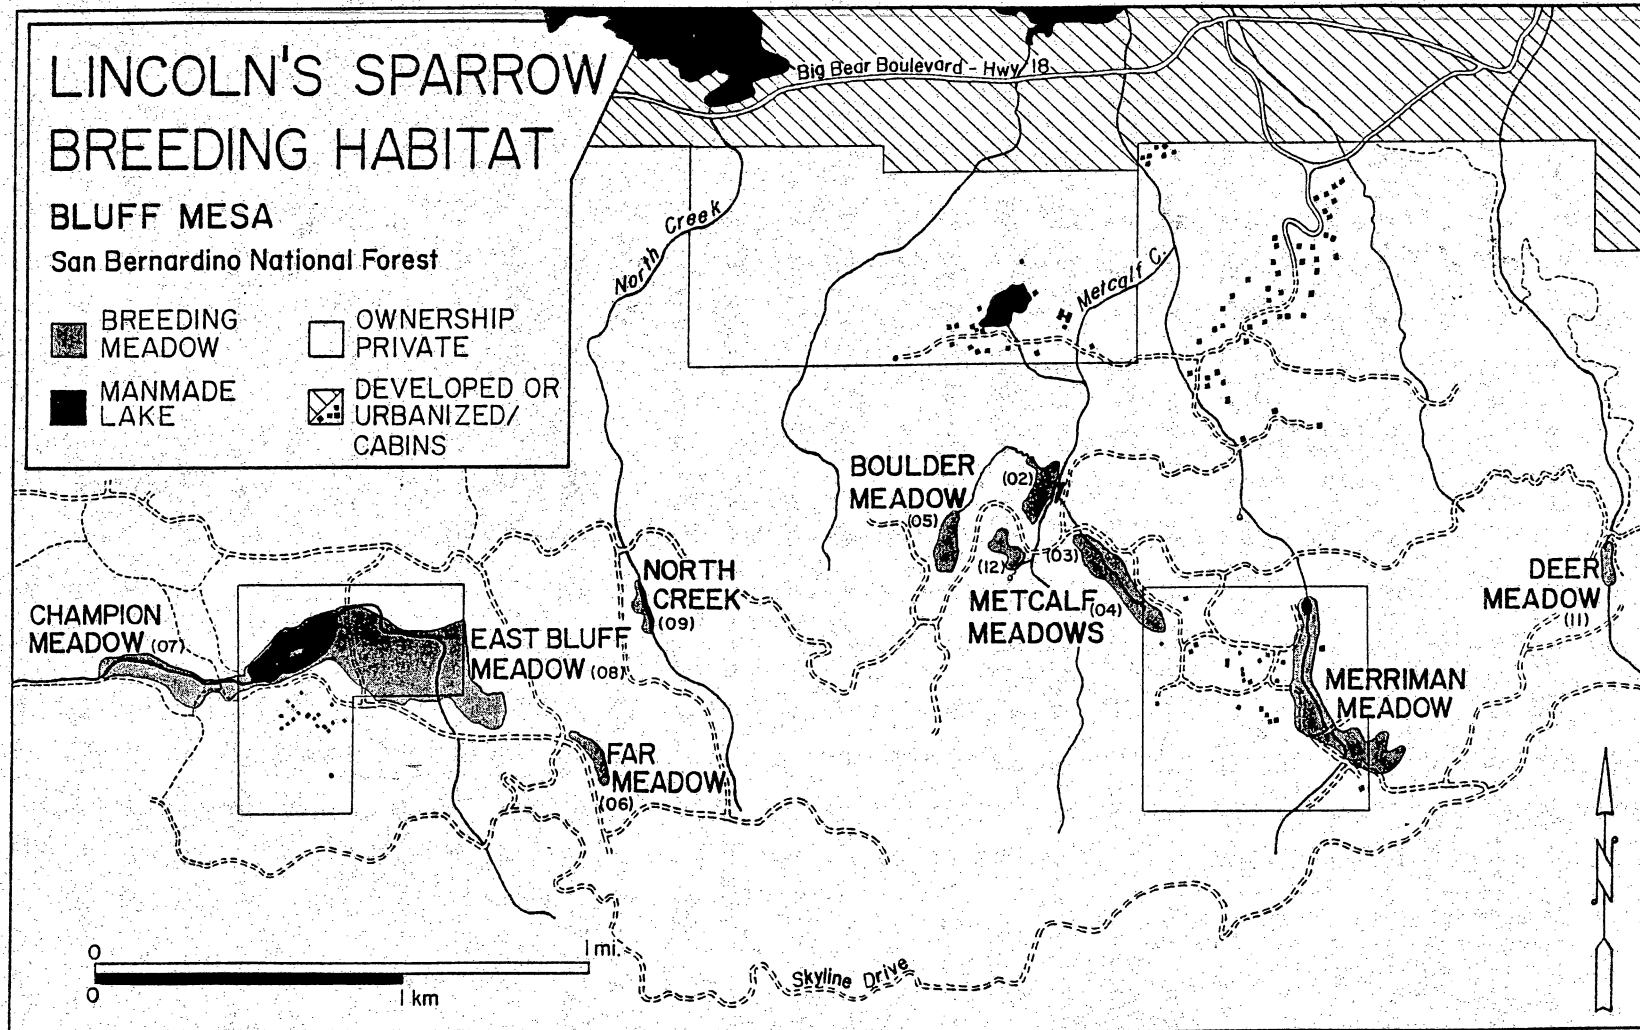 LINCOLN'S SPARROW
BREEDING HABITAT
BLUFF MESA
San Bernardino National Forest
BREEDING
MEADOW
OWNERSHIP
PRIVATE
MANMADE
LAKE
DEVELOPED OR
URBANIZED/
CABINS
Big Bear Boulevard - Hwy 18
North Creek
Metcalf C.
BOULDER
MEADOW
(05)
(02)
(12)
(03)
METCALF (04)
MEADOWS
NORTH
CREEK
(09)
DEER
MEADOW
(11)
CHAMPION
MEADOW (07)
EAST BLUFF
MEADOW (08)
MERRIMAN
MEADOW
FAR
MEADOW
(06)
0 1 mi.
0 1 km
Skyline Drive
N